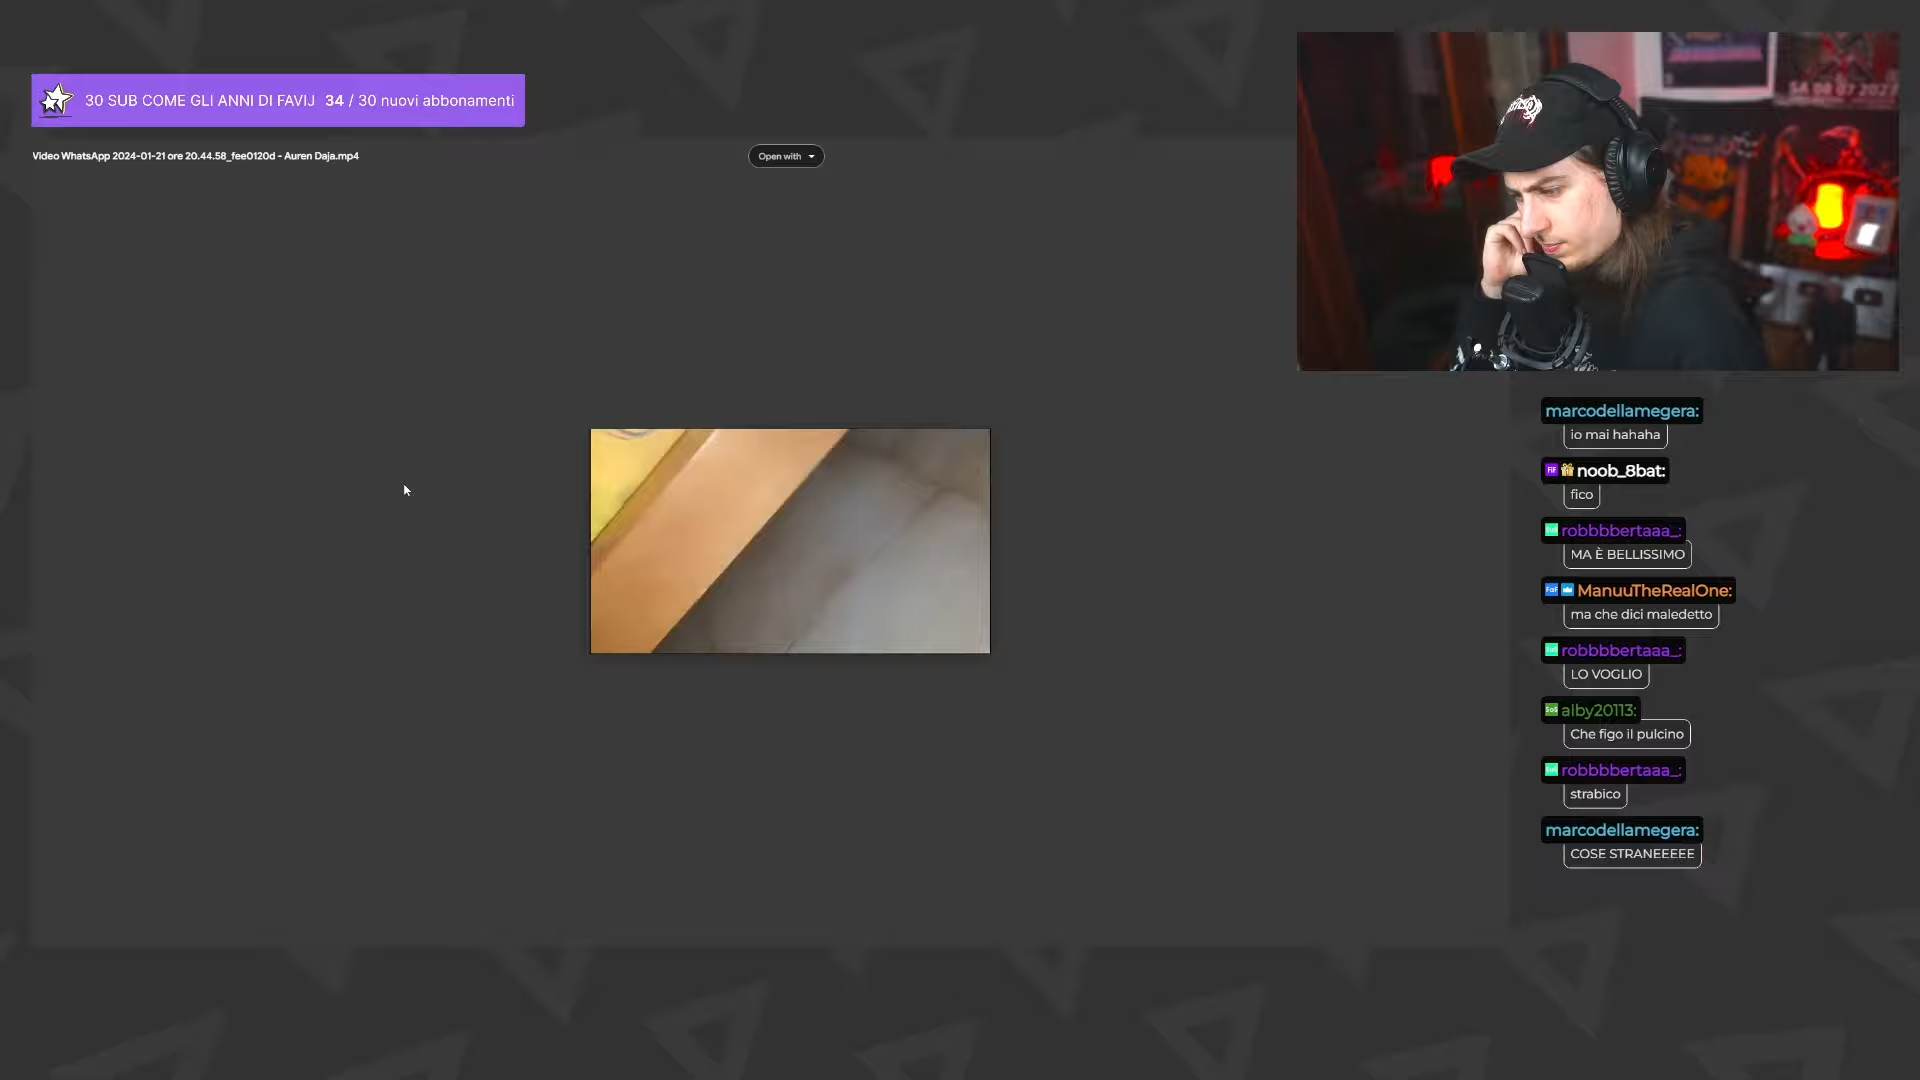 30 SUB COME GLI ANNI DI FAVIJ 34 / 30 nuovi abbonamenti
Video WhatsApp 2024-01-21 ore 20.44.58_fee0120d - Auren Daja.mp4
Open with
marcodellamegera:
io mai hahaha
noob_8bat:
fico
robbbbertaaa_:
MA È BELLISSIMO
ManuuTheRealOne:
ma che dici maledetto
robbbbertaaa_:
LO VOGLIO
alby20113:
Che figo il pulcino
robbbbertaaa_:
strabico
marcodellamegera:
COSE STRANEEEEE